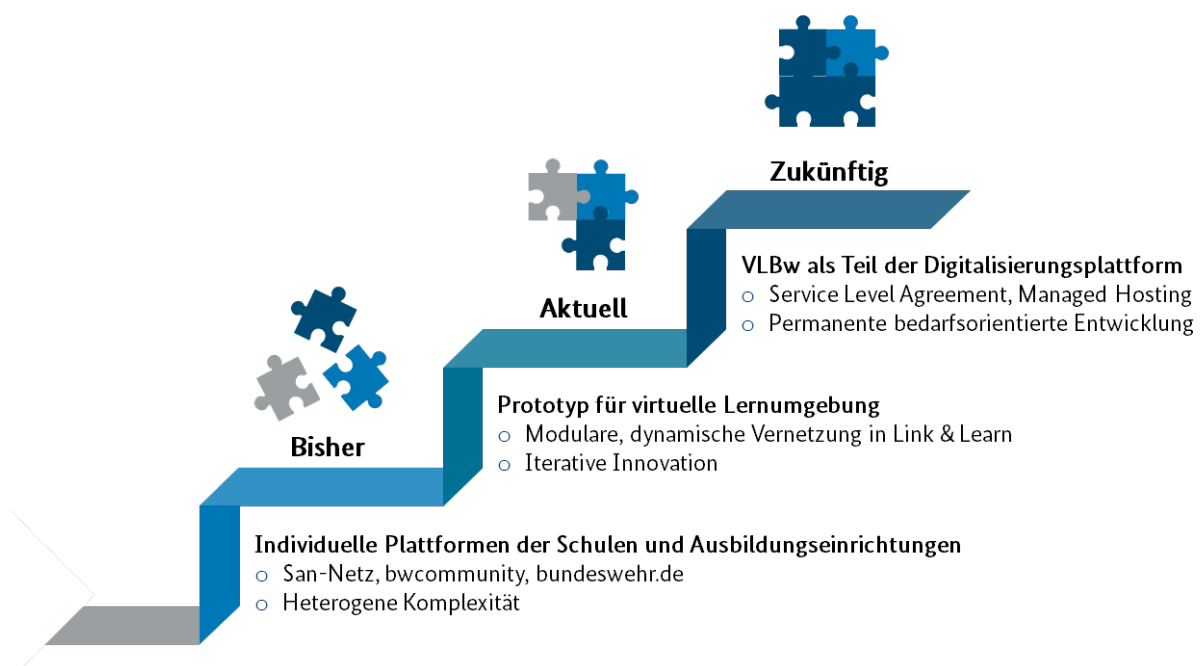 Zukünftig
VLBw als Teil der Digitalisierungsplattform
o Service Level Agreement, Managed Hosting
o Permanente bedarfsorientierte Entwicklung
Aktuell
Prototyp für virtuelle Lernumgebung
o Modulare, dynamische Vernetzung in Link & Learn
o Iterative Innovation
Bisher
Individuelle Plattformen der Schulen und Ausbildungseinrichtungen
o San-Netz, bwcommunity, bundeswehr.de
o Heterogene Komplexität